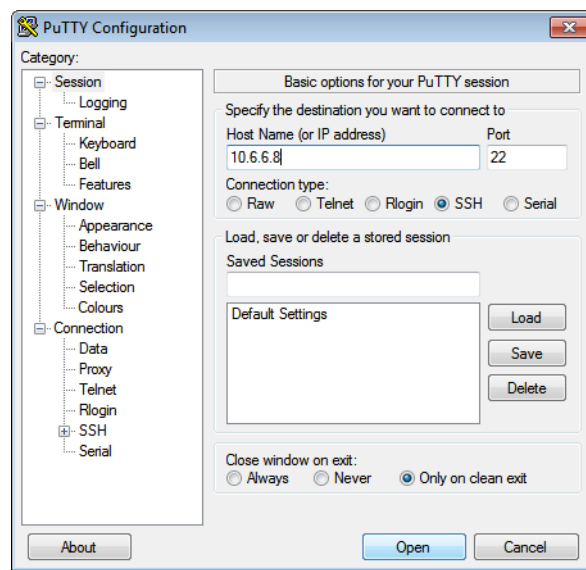 PuTTY Configuration
Category:
Session
Logging
Terminal
Keyboard
Bell
Features
Window
Appearance
Behaviour
Translation
Selection
Colours
Connection
Data
Proxy
Telnet
Rlogin
SSH
Serial
Basic options for your PuTTY session
Specify the destination you want to connect to
Host Name (or IP address) Port
10.6.6.8 22
Connection type:
Raw Telnet Rlogin SSH Serial
Load, save or delete a stored session
Saved Sessions
Default Settings
Load
Save
Delete
Close window on exit:
Always Never Only on clean exit
About Open Cancel